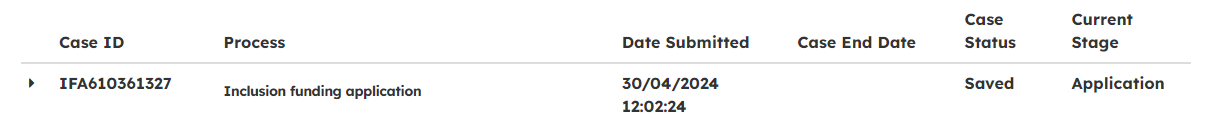 Case ID Process Date Submitted Case End Date Case Status Current Stage
IFA610361327 Inclusion funding application 30/04/2024 12:02:24 Saved Application